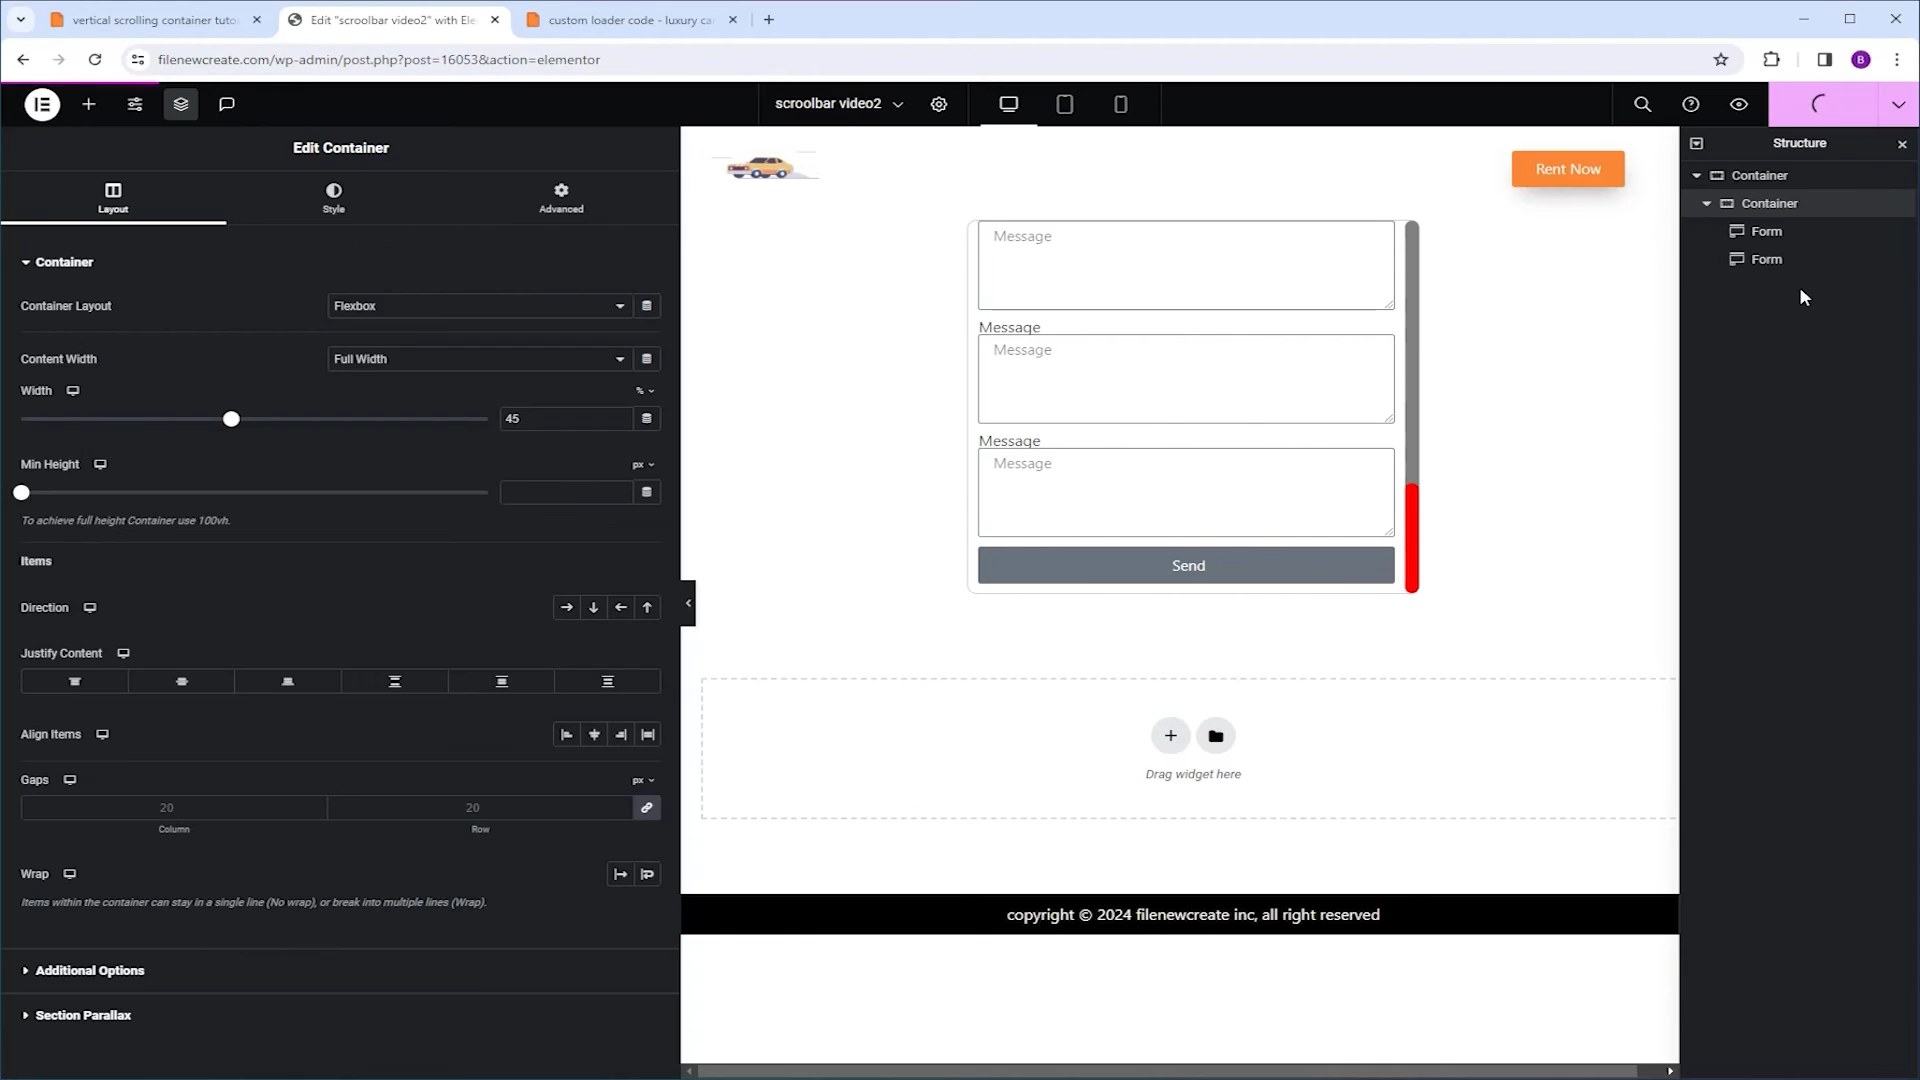 vertical scrolling container tuto
Edit "scroolbar video2" with Ele
custom loader code - luxury ca
filenewcreate.com/wp-admin/post.php?post=16053&action=elementor
B
scroolbar video2
Edit Container
Layout
Style
Advanced
Container
Container Layout
Flexbox
Content Width
Full Width
Width
%
45
Min Height
px
To achieve full height Container use 100vh.
Items
Direction
Justify Content
Align Items
Gaps
px
20
20
Column
Row
Wrap
Items within the container can stay in a single line (No wrap), or break into multiple lines (Wrap).
Additional Options
Section Parallax
Rent Now
Message
Message
Message
Message
Message
Send
Drag widget here
copyright © 2024 filenewcreate inc, all right reserved
Structure
Container
Container
Form
Form